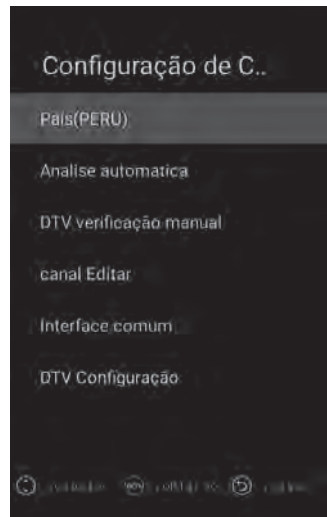 Configuração de C..
País(PERU)
Analise automatica
DTV verificação manual
canal Editar
Interface comum
DTV Configuração